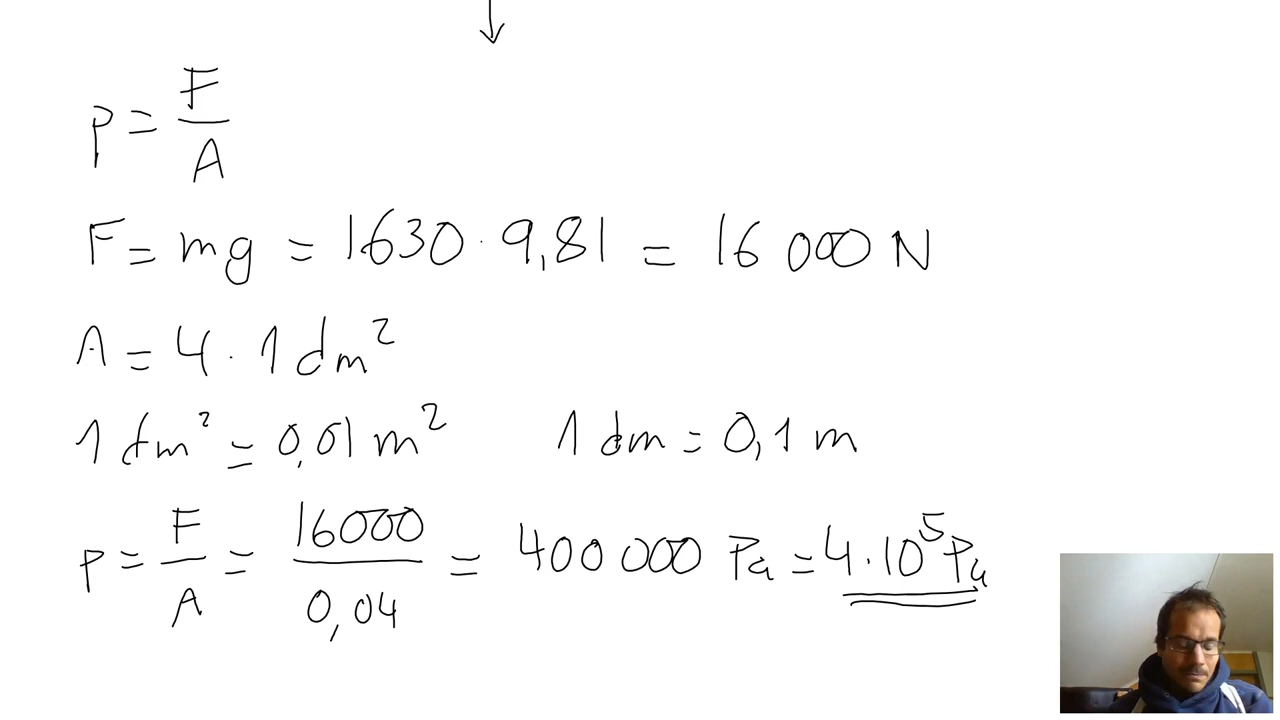 p = F/A
F = mg = 1630 · 9,81 = 16 000 N
A = 4 · 1 dm²
1 dm² = 0,01 m² 1 dm = 0,1 m
p = F/A = 16000/0,04 = 400 000 Pa = 4 · 10⁵ Pa